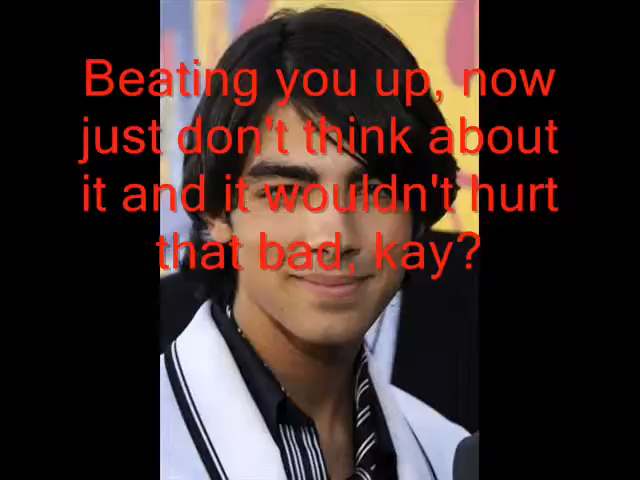 Beating you up, now
just don't think about
it and it wouldn't hurt
that bad, kay?